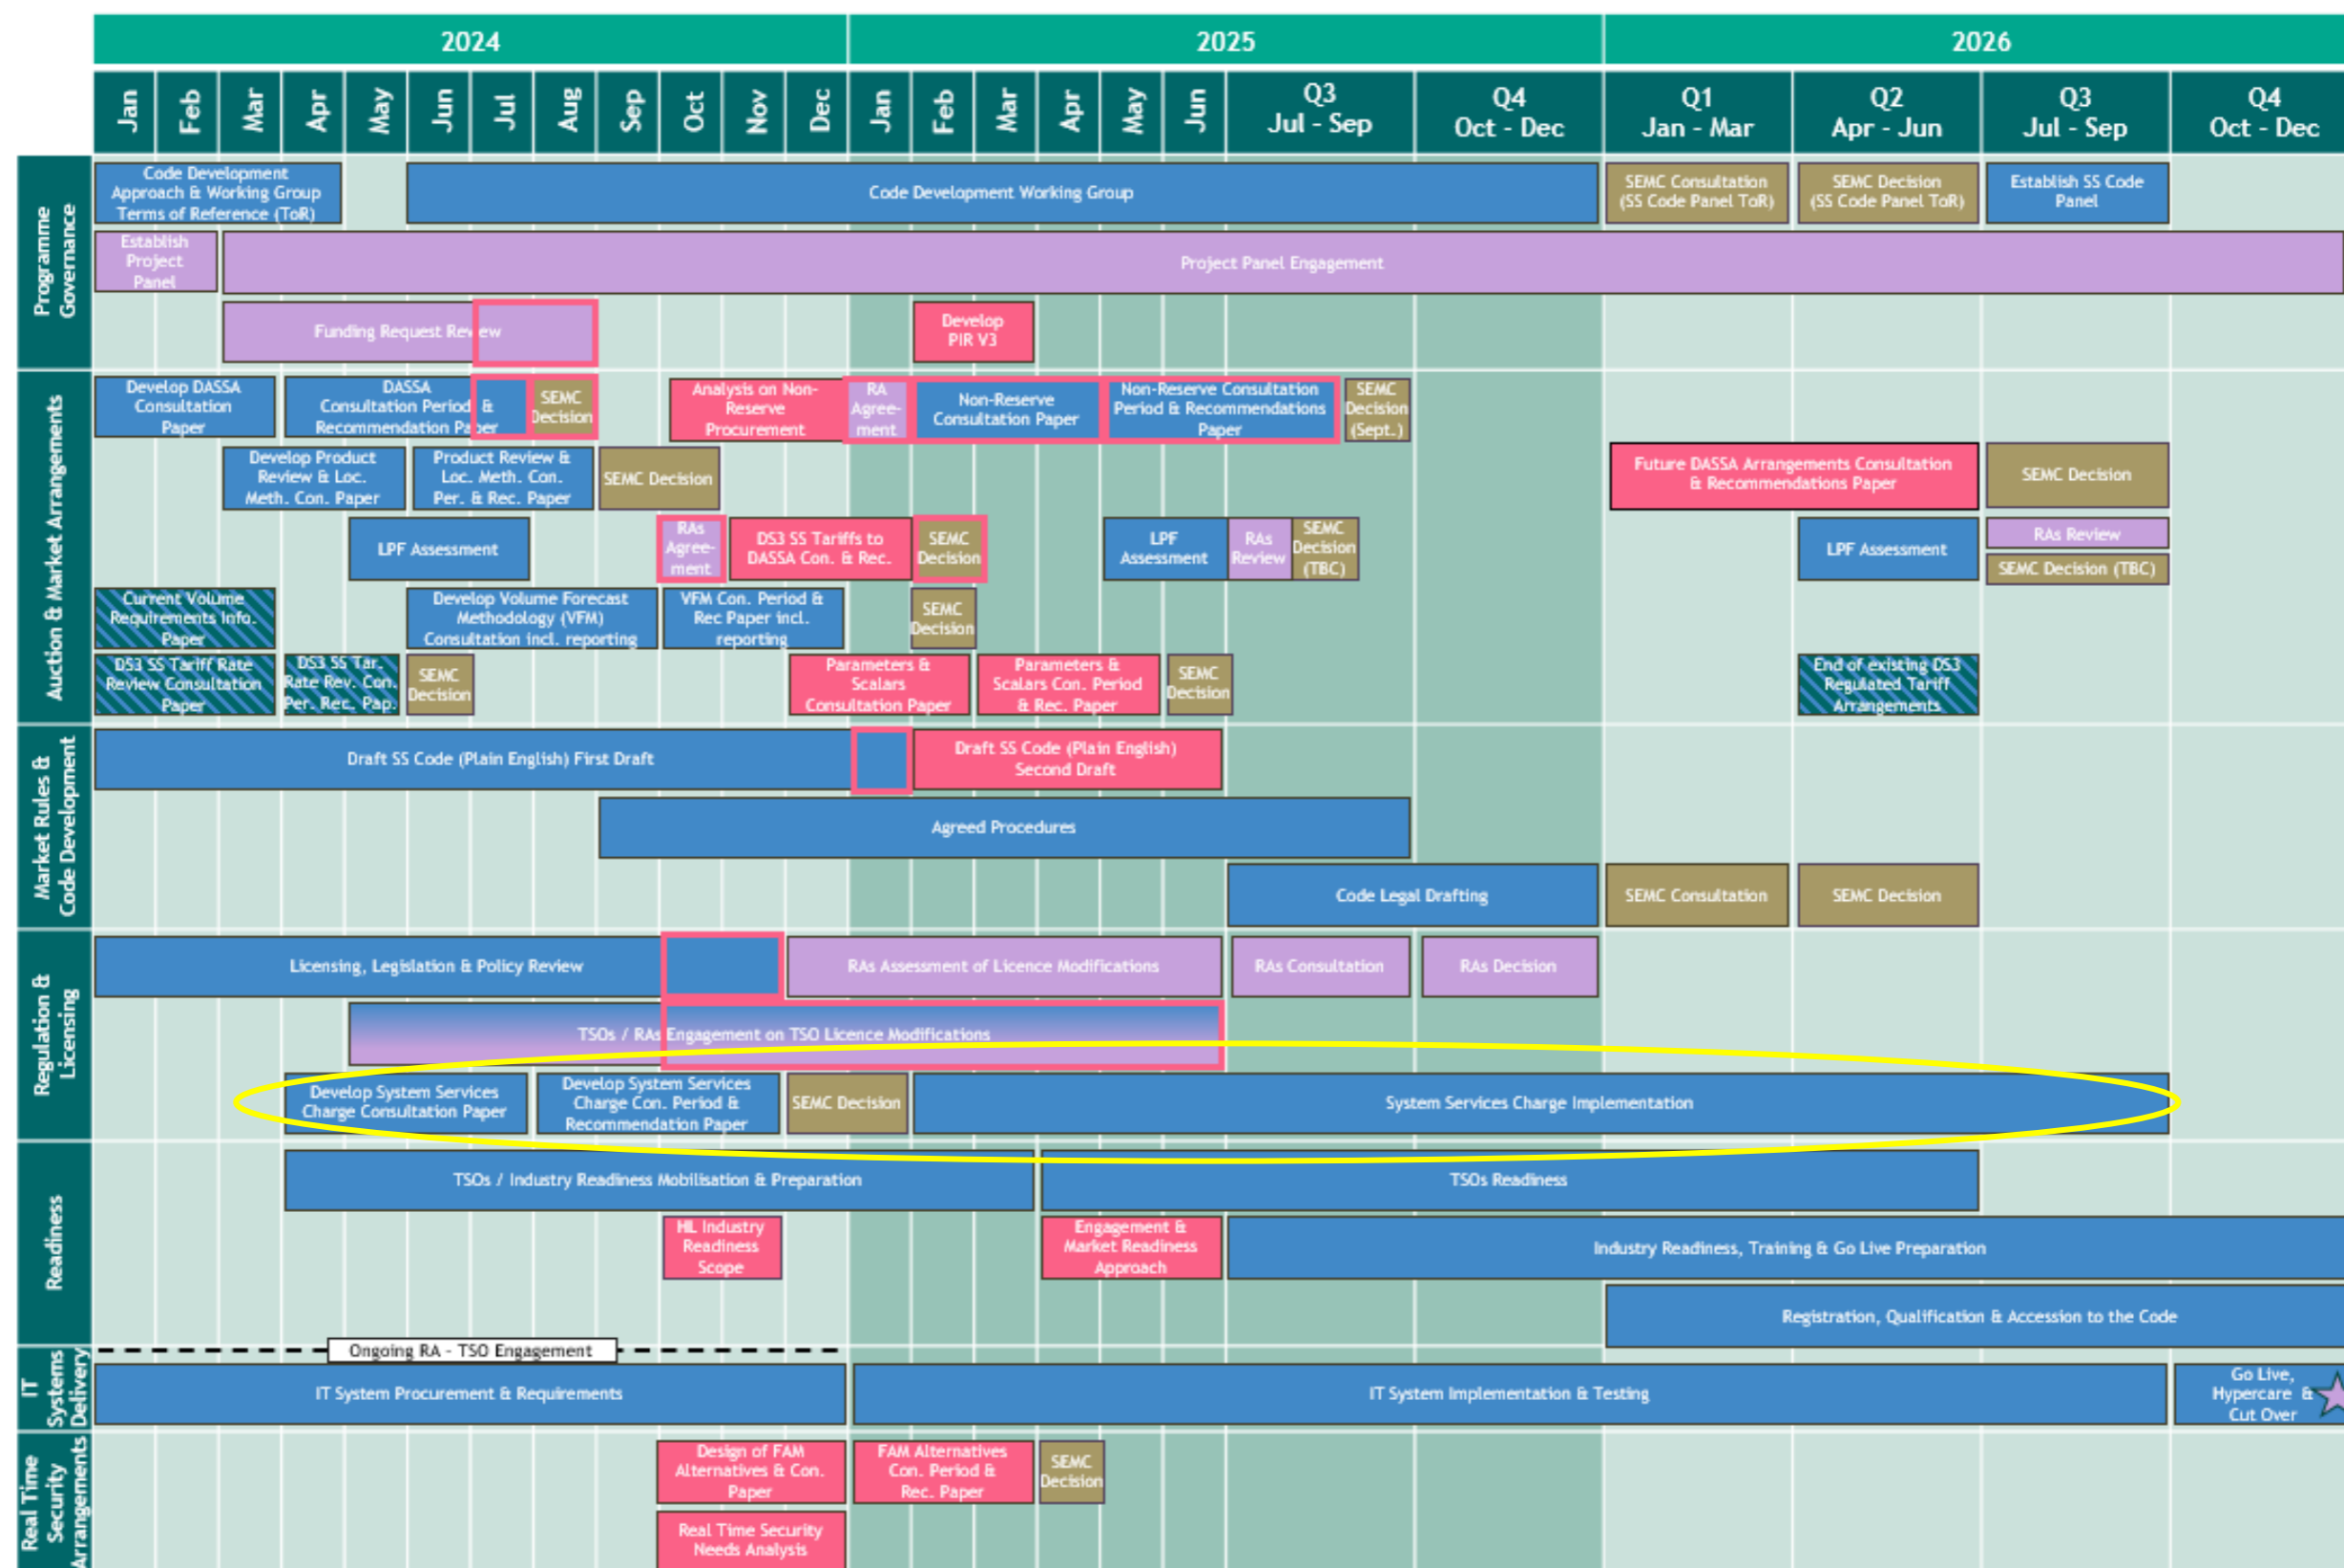 2024
2025
2026
Jan
Feb
Mar
Apr
May
Jun
Jul
Aug
Sep
Oct
Nov
Dec
Jan
Feb
Mar
Apr
May
Jun
Q3
Jul - Sep
Q4
Oct - Dec
Q1
Jan - Mar
Q2
Apr - Jun
Q3
Jul - Sep
Q4
Oct - Dec
Programme
Governance
Code Development
Approach & Working Group
Terms of Reference (ToR)
Code Development Working Group
SEMC Consultation
(SS Code Panel ToR)
SEMC Decision
(SS Code Panel ToR)
Establish SS Code
Panel
Establish
Project
Panel
Project Panel Engagement
Funding Request Review
Develop
PIR V3
Auction & Market Arrangements
Develop DASSA
Consultation
Paper
DASSA
Consultation Period &
Recommendation Paper
SEMC
Decision
Analysis on Non-
Reserve
Procurement
RA
Agree-
ment
Non-Reserve
Consultation Paper
Non-Reserve Consultation
Period & Recommendations
Paper
SEMC
Decision
(Sept.)
Develop Product
Review & Loc.
Meth. Con. Paper
Product Review &
Loc. Meth. Con.
Per. & Rec. Paper
SEMC Decision
Future DASSA Arrangements Consultation
& Recommendations Paper
SEMC Decision
LPF Assessment
RAs
Agree-
ment
DS3 SS Tariffs to
DASSA Con. & Rec.
SEMC
Decision
LPF
Assessment
RAs
Review
SEMC
Decision
(TBC)
LPF Assessment
RAs Review
SEMC Decision (TBC)
Current Volume
Requirements Info.
Paper
Develop Volume Forecast
Methodology (VFM)
Consultation incl. reporting
VFM Con. Period &
Rec Paper incl.
reporting
SEMC
Decision
DS3 SS Tariff Rate
Review Consultation
Paper
DS3 SS Tar.
Rate Rev. Con.
Per. Rec. Pap.
SEMC
Decision
Parameters &
Scalars
Consultation Paper
Parameters &
Scalars Con. Period
& Rec. Paper
SEMC
Decision
End of existing DS3
Regulated Tariff
Arrangements
Market Rules &
Code Development
Draft SS Code (Plain English) First Draft
Draft SS Code (Plain English)
Second Draft
Agreed Procedures
Code Legal Drafting
SEMC Consultation
SEMC Decision
Regulation &
Licensing
Licensing, Legislation & Policy Review
RAs Assessment of Licence Modifications
RAs Consultation
RAs Decision
TSOs / RAs Engagement on TSO Licence Modifications
Develop System Services
Charge Consultation Paper
Develop System Services
Charge Con. Period &
Recommendation Paper
SEMC Decision
System Services Charge Implementation
Readiness
TSOs / Industry Readiness Mobilisation & Preparation
TSOs Readiness
HL Industry
Readiness
Scope
Engagement &
Market Readiness
Approach
Industry Readiness, Training & Go Live Preparation
Registration, Qualification & Accession to the Code
Ongoing RA - TSO Engagement
IT
Systems
Delivery
IT System Procurement & Requirements
IT System Implementation & Testing
Go Live,
Hypercare &
Cut Over
Real Time
Security
Arrangements
Design of FAM
Alternatives & Con.
Paper
FAM Alternatives
Con. Period &
Rec. Paper
SEMC
Decision
Real Time Security
Needs Analysis